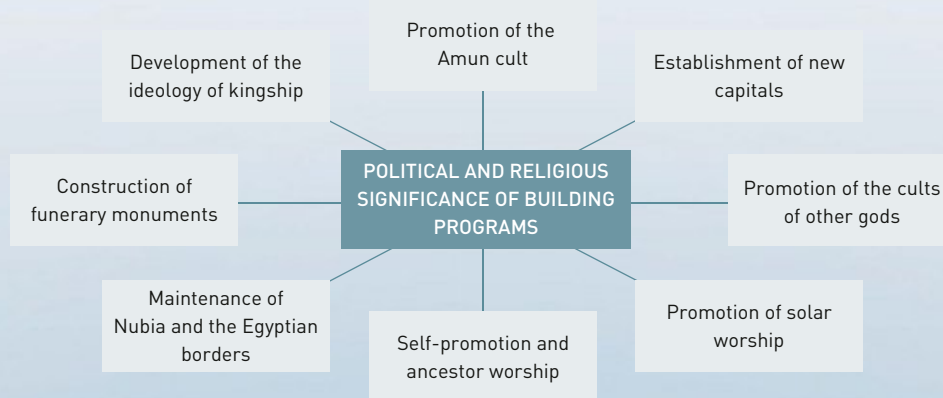 Promotion of the
Amun cult
Development of the
ideology of kingship
Establishment of new
capitals
Construction of
funerary monuments
POLITICAL AND RELIGIOUS
SIGNIFICANCE OF BUILDING
PROGRAMS
Promotion of the cults
of other gods
Maintenance of
Nubia and the Egyptian
borders
Self-promotion and
ancestor worship
Promotion of solar
worship